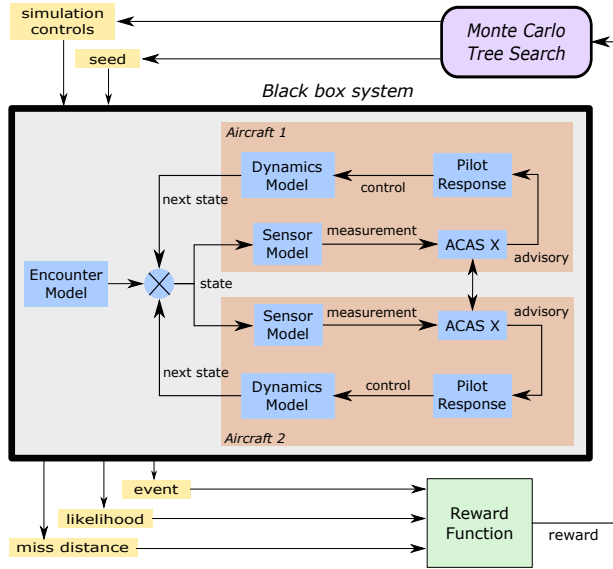 simulation
controls
Monte Carlo
Tree Search
seed
Black box system
Aircraft 1
Dynamics
Model
Pilot
Response
control
next state
Sensor
Model
measurement
ACAS X
advisory
Encounter
Model
state
Sensor
Model
measurement
ACAS X
advisory
next state
Dynamics
Model
control
Pilot
Response
Aircraft 2
event
likelihood
miss distance
Reward
Function
reward